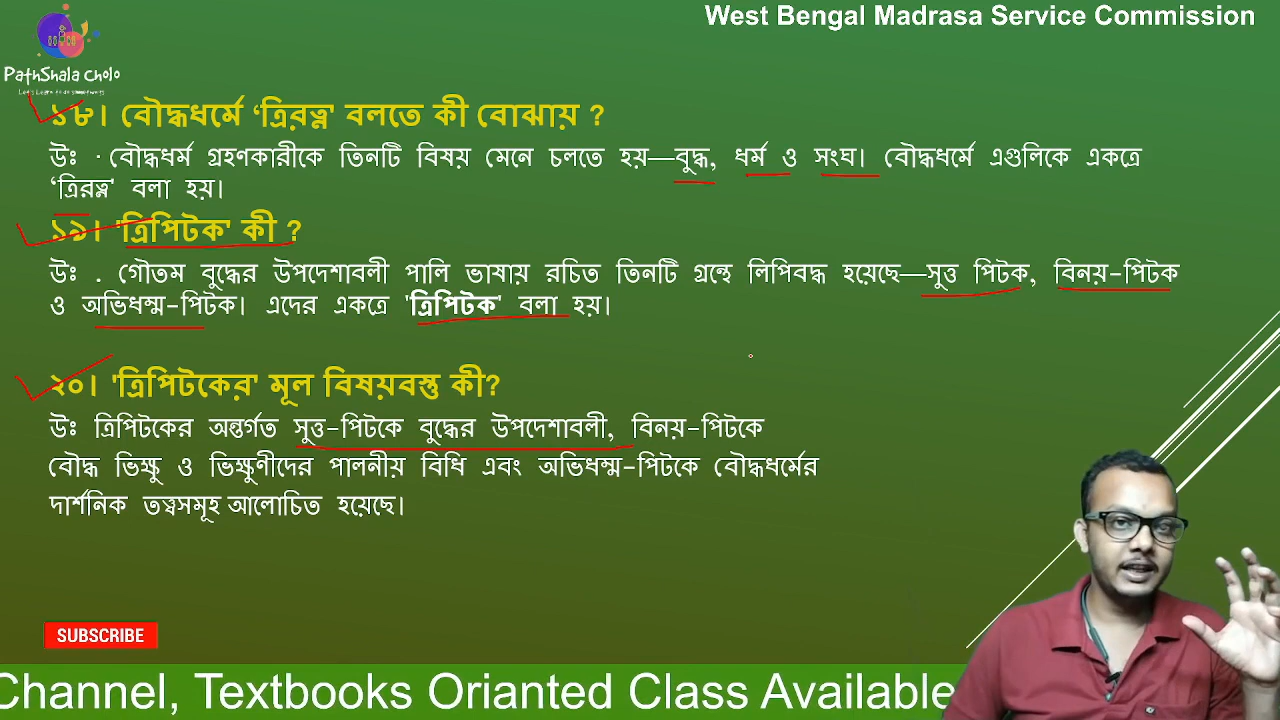 West Bengal Madrasa Service Commission
PathShala Cholo
১৮। বৌদ্ধধর্মে ‘ত্রিরত্ন' বলতে কী বোঝায় ?
উঃ · বৌদ্ধধর্ম গ্রহণকারীকে তিনটি বিষয় মেনে চলতে হয়—বুদ্ধ, ধর্ম ও সংঘ। বৌদ্ধধর্মে এগুলিকে একত্রে
‘ত্রিরত্ন' বলা হয়।
১৯। 'ত্রিপিটক' কী ?
উঃ . গৌতম বুদ্ধের উপদেশাবলী পালি ভাষায় রচিত তিনটি গ্রন্থে লিপিবদ্ধ হয়েছে—সুত্ত পিটক, বিনয়-পিটক
ও অভিধম্ম-পিটক। এদের একত্রে 'ত্রিপিটক' বলা হয়।
২০। 'ত্রিপিটকের' মূল বিষয়বস্তু কী?
উঃ ত্রিপিটকের অন্তর্গত সুত্ত-পিটকে বুদ্ধের উপদেশাবলী, বিনয়-পিটকে
বৌদ্ধ ভিক্ষু ও ভিক্ষুণীদের পালনীয় বিধি এবং অভিধম্ম-পিটকে বৌদ্ধধর্মের
দার্শনিক তত্ত্বসমূহ আলোচিত হয়েছে।
SUBSCRIBE
Channel, Textbooks Orianted Class Available